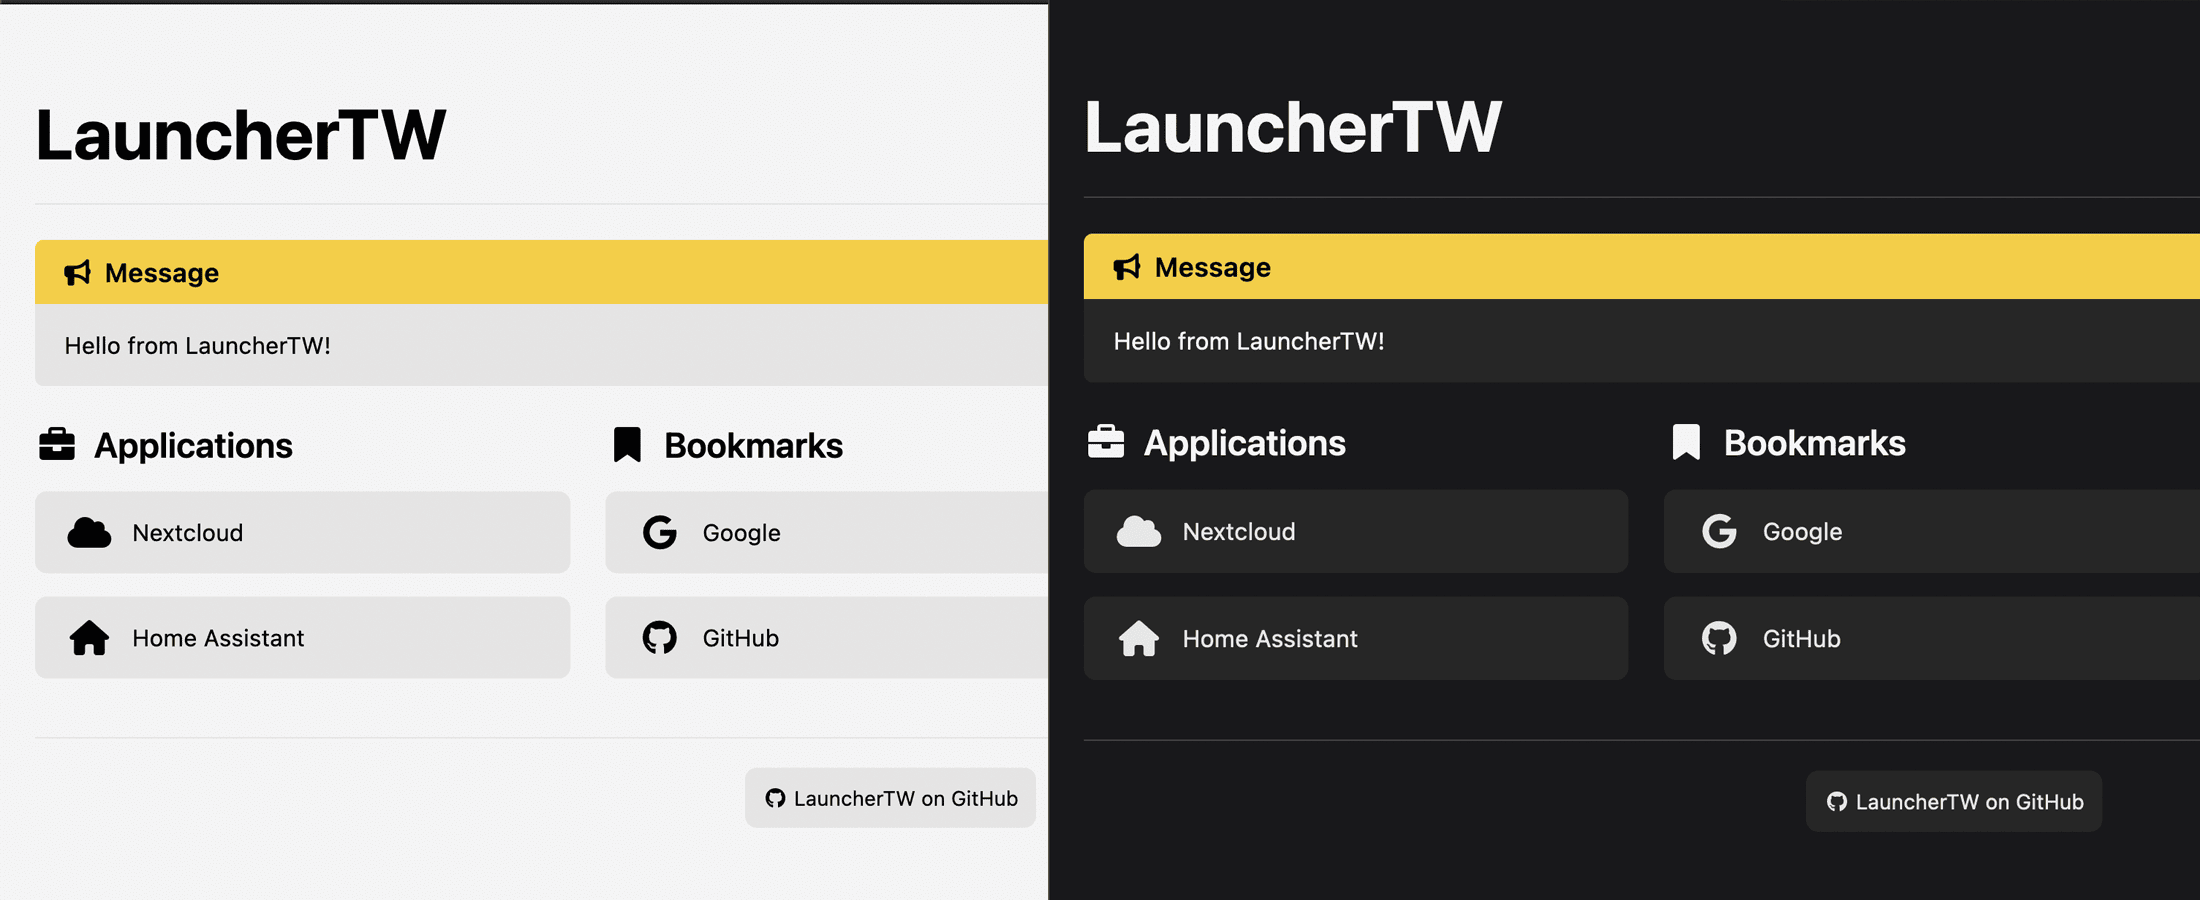 LauncherTW
Message
Hello from LauncherTW!
Applications
Nextcloud
Home Assistant
Bookmarks
Google
GitHub
LauncherTW on GitHub
LauncherTW
Message
Hello from LauncherTW!
Applications
Nextcloud
Home Assistant
Bookmarks
Google
GitHub
LauncherTW on GitHub